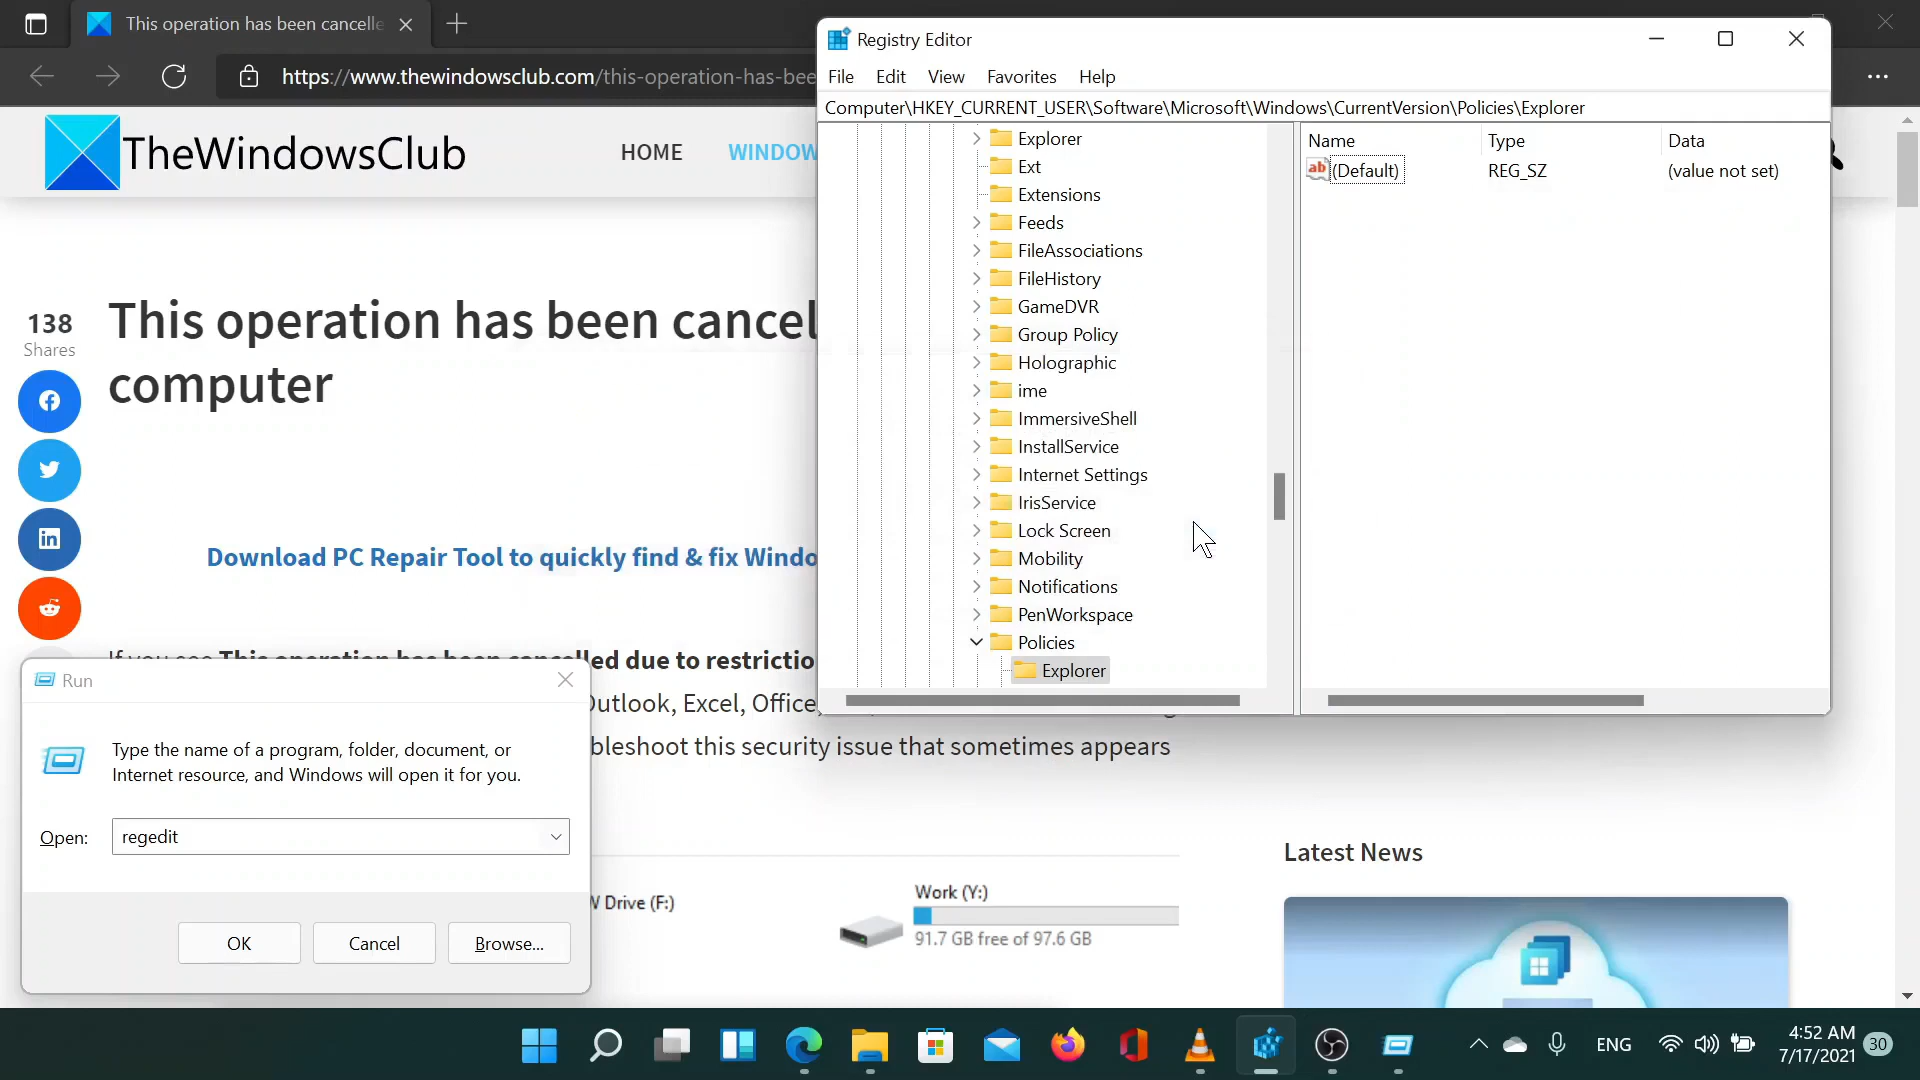 This operation has been cancelle
https://www.thewindowsclub.com/this-operation-has-bee
TheWindowsClub
HOME
WINDOW
138
Shares
This operation has been cancel
computer
Download PC Repair Tool to quickly find & fix Windo
led due to restrictio
Outlook, Excel, Office,
bleshoot this security issue that sometimes appears
W Drive (F:)
Work (Y:)
91.7 GB free of 97.6 GB
Latest News
Registry Editor
File Edit View Favorites Help
Computer\HKEY_CURRENT_USER\Software\Microsoft\Windows\CurrentVersion\Policies\Explorer
Explorer
Ext
Extensions
Feeds
FileAssociations
FileHistory
GameDVR
Group Policy
Holographic
ime
ImmersiveShell
InstallService
Internet Settings
IrisService
Lock Screen
Mobility
Notifications
PenWorkspace
Policies
Explorer
Name Type Data
ab (Default) REG_SZ (value not set)
Run
Type the name of a program, folder, document, or
Internet resource, and Windows will open it for you.
Open: regedit
OK Cancel Browse...
ENG
4:52 AM
7/17/2021
30